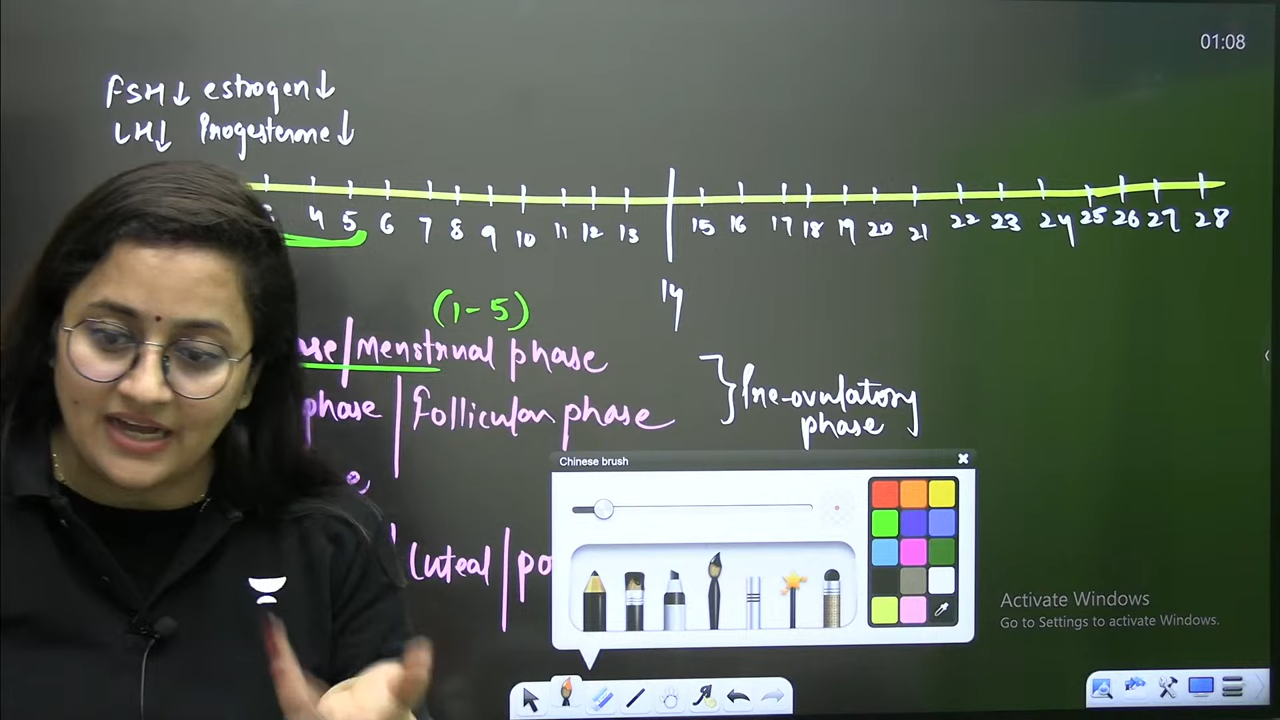 01:08
FSH↓ estrogen↓
LH↓ Progesterone↓
3 4 5 6 7 8 9 10 11 12 13 15 16 17 18 19 20 21 22 23 24 25 26 27 28
14
(1-5)
/Menstrual phase
phase | Follicular phase
} Pre-ovulatory
phase
Luteal |
Chinese brush
Activate Windows
Go to Settings to activate Windows.